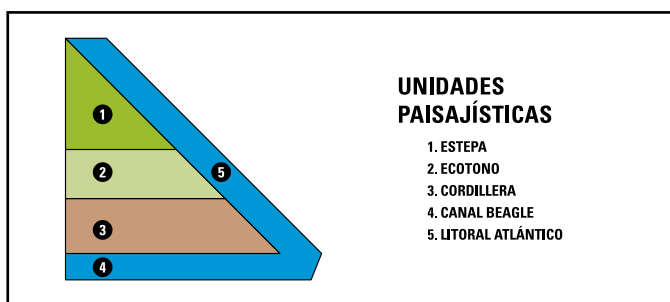 1
2
3
4
5
UNIDADES
PAISAJÍSTICAS
1. ESTEPA
2. ECOTONO
3. CORDILLERA
4. CANAL BEAGLE
5. LITORAL ATLÁNTICO